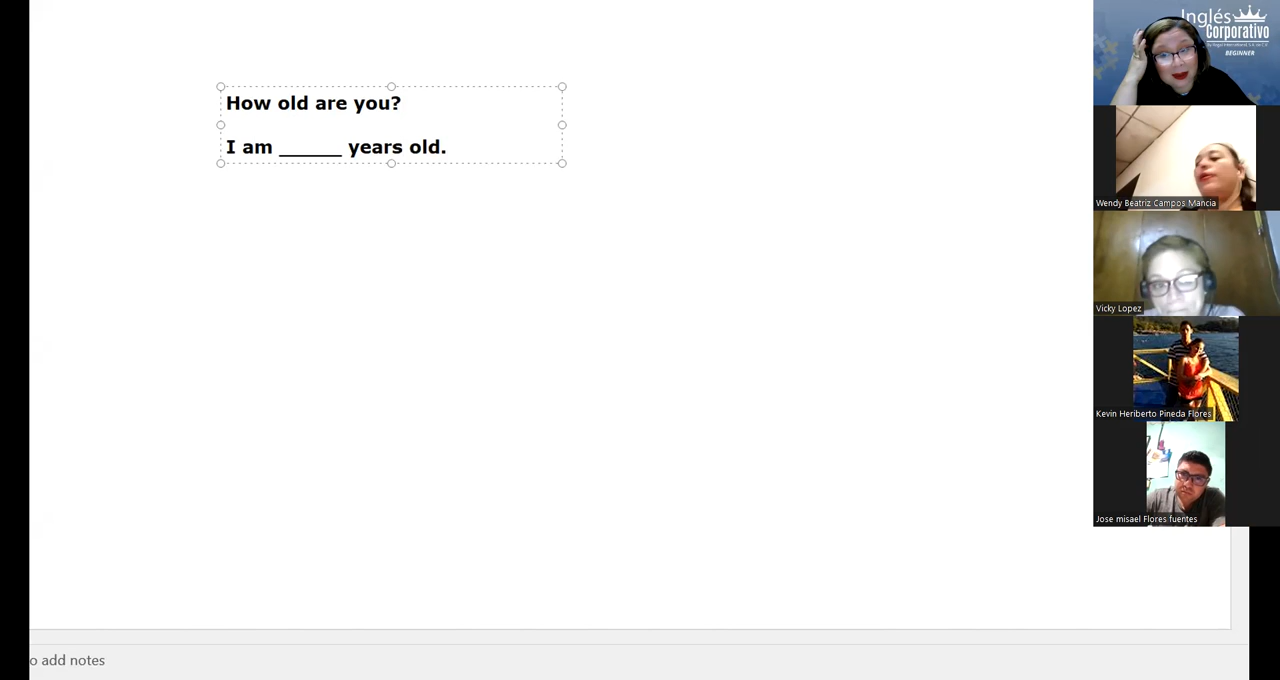 How old are you?
I am _____ years old.
Inglés
Corporativo
BEGINNER
Wendy Beatriz Campos Mancia
Vicky Lopez
Kevin Heriberto Pineda Flores
Jose misael Flores fuentes
o add notes